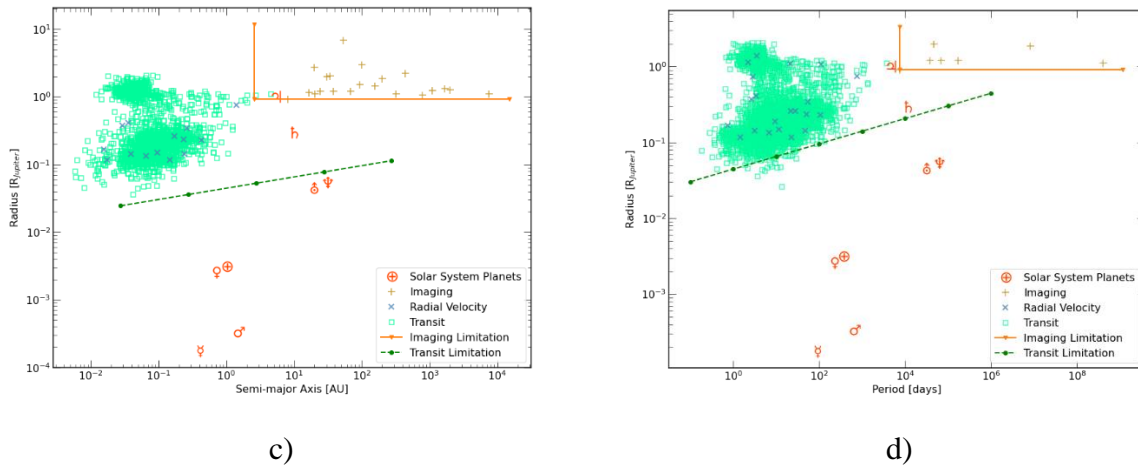 10¹
10⁰
10⁻¹
10⁻²
10⁻³
10⁻⁴
Radius [R_Jupiter]
10⁻² 10⁻¹ 10⁰ 10¹ 10² 10³ 10⁴
Semi-major Axis [AU]
Solar System Planets
Imaging
Radial Velocity
Transit
Imaging Limitation
Transit Limitation
c)
10¹
10⁰
10⁻¹
10⁻²
10⁻³
Radius [R_Jupiter]
10⁰ 10² 10⁴ 10⁶ 10⁸
Period [days]
Solar System Planets
Imaging
Radial Velocity
Transit
Imaging Limitation
Transit Limitation
d)